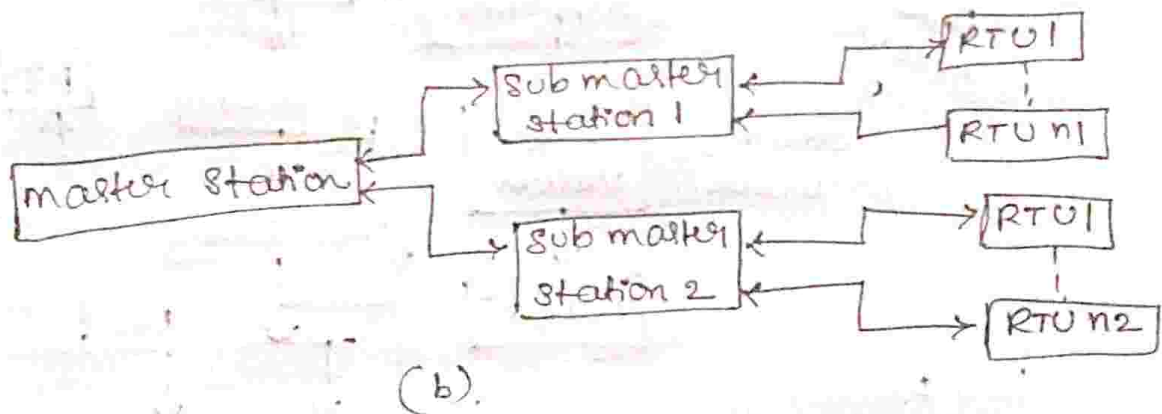 master station
sub master
station 1
RTU1
RTU n1
sub master
station 2
RTU1
RTU n2
(b).